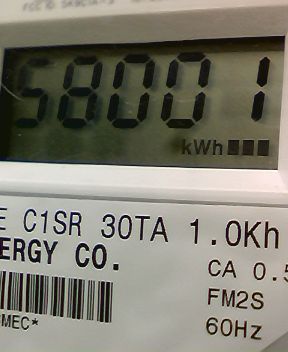 58001
kWh
E C1SR 30TA 1.0Kh
ERGY CO.
CA 0.5
FM2S
MEC*
60Hz